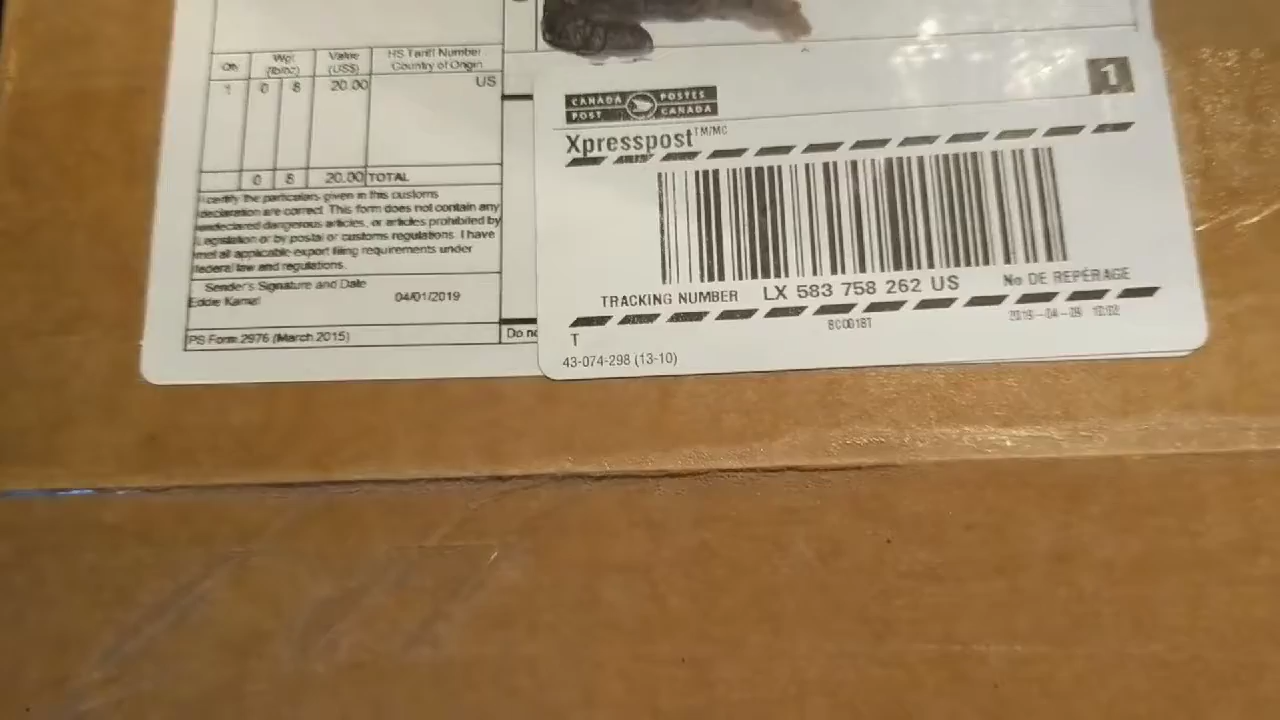 Qty
Wgt
(lb/oz)
Value
(US$)
HS Tariff Number
Country of Origin
1 0 8 20.00 US
0 8 20.00 TOTAL
I certify the particulars given in this customs
declaration are correct. This form does not contain any
undeclared dangerous articles, or articles prohibited by
Legislation or by postal or customs regulations. I have
met all applicable export filing requirements under
federal law and regulations.
Sender's Signature and Date
Eddie Kamal 04/01/2019
PS Form 2976 (March 2015)
Do no
1
CANADA POSTES
POST CANADA
Xpresspost™/MC
TRACKING NUMBER LX 583 758 262 US No DE REPÉRAGE
T
43-074-298 (13-10)